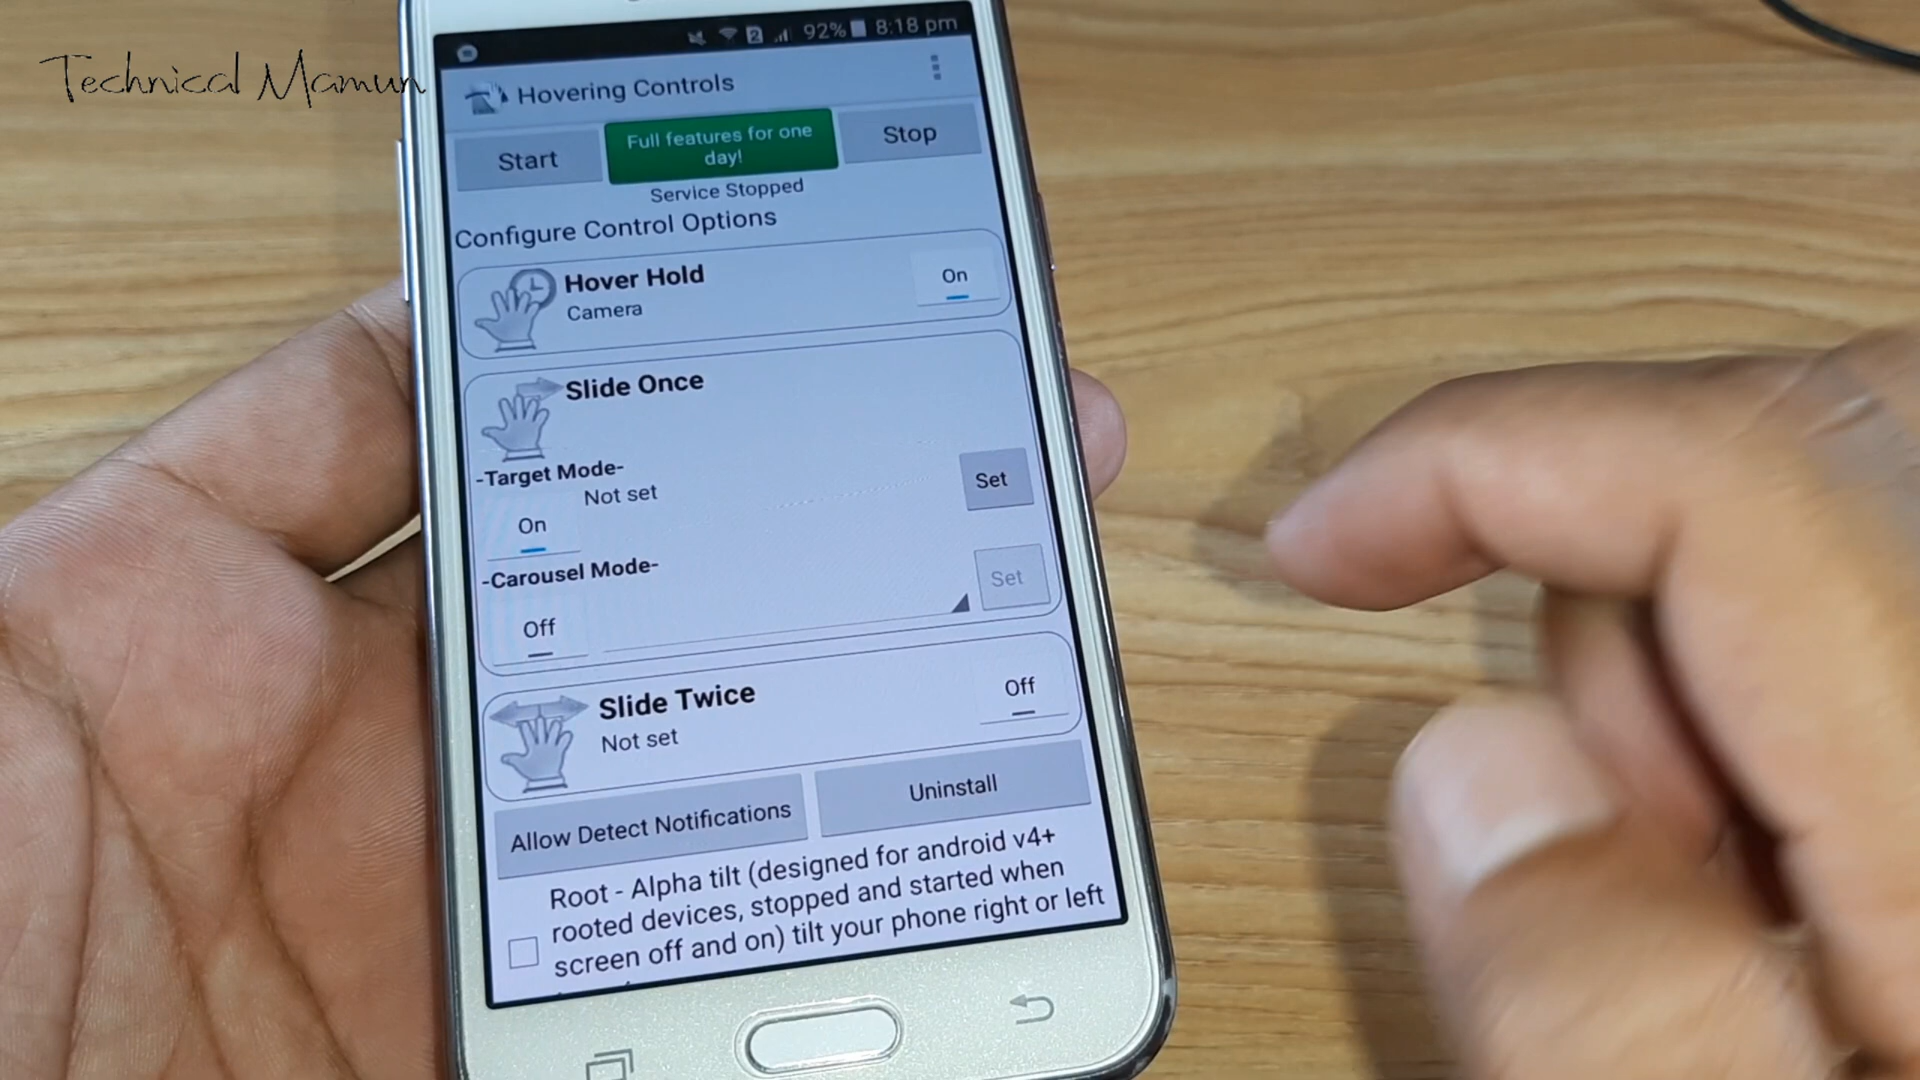 Technical Mamun
2 92% 8:18 pm
Hovering Controls
Start
Full features for one
day!
Stop
Service Stopped
Configure Control Options
Hover Hold
Camera
On
Slide Once
-Target Mode-
Not set
Set
On
-Carousel Mode-
Set
Off
Slide Twice
Not set
Off
Allow Detect Notifications
Uninstall
Root - Alpha tilt (designed for android v4+
rooted devices, stopped and started when
screen off and on) tilt your phone right or left